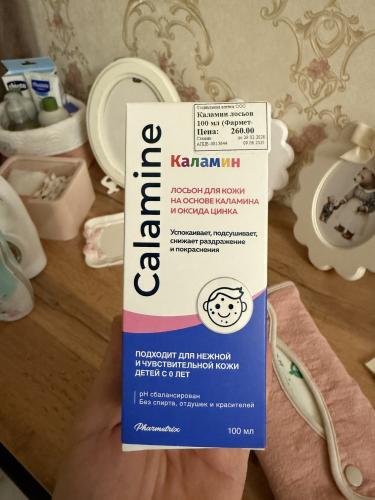 Каламин лосьон
100 мл (Фармет-
Цена: 260.00
Calamine
Каламин
ЛОСЬОН ДЛЯ КОЖИ
НА ОСНОВЕ КАЛАМИНА
И ОКСИДА ЦИНКА
Успокаивает, подсушивает,
снижает раздражение
и покраснения
ПОДХОДИТ ДЛЯ НЕЖНОЙ
И ЧУВСТВИТЕЛЬНОЙ КОЖИ
ДЕТЕЙ С 0 ЛЕТ
pH сбалансирован
Без спирта, отдушек и красителей
Pharmatrix
100 мл